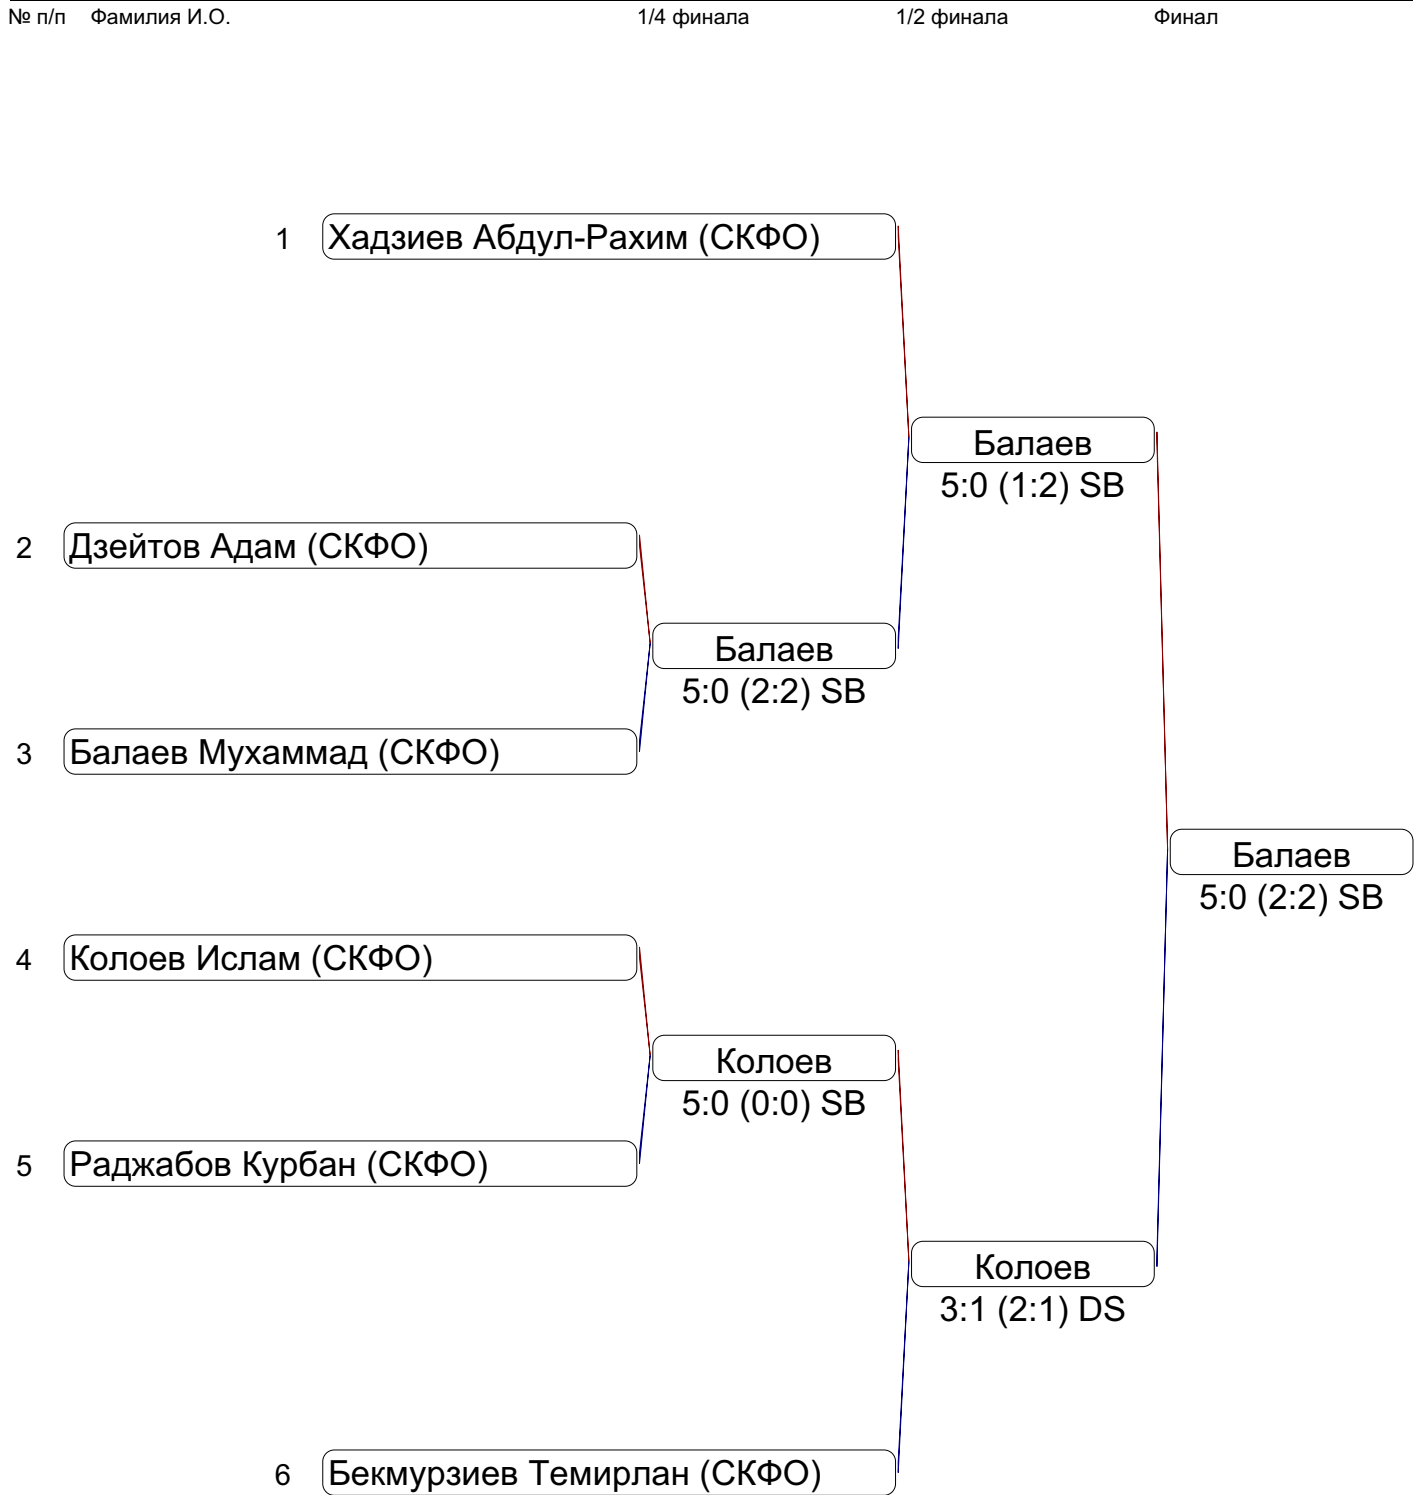 № п/п Фамилия И.О. 1/4 финала 1/2 финала Финал
1 Хадзиев Абдул-Рахим (СКФО)
Балаев
5:0 (1:2) SB
2 Дзейтов Адам (СКФО)
Балаев
5:0 (2:2) SB
3 Балаев Мухаммад (СКФО)
Балаев
5:0 (2:2) SB
4 Колоев Ислам (СКФО)
Колоев
5:0 (0:0) SB
5 Раджабов Курбан (СКФО)
Колоев
3:1 (2:1) DS
6 Бекмурзиев Темирлан (СКФО)